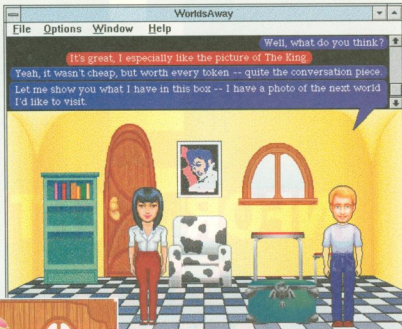 WorldsAway
File Options Window Help
Well, what do you think?
It's great, I especially like the picture of The King.
Yeah, it wasn't cheap, but worth every token -- quite the conversation piece.
Let me show you what I have in this box -- I have a photo of the next world
I'd like to visit.